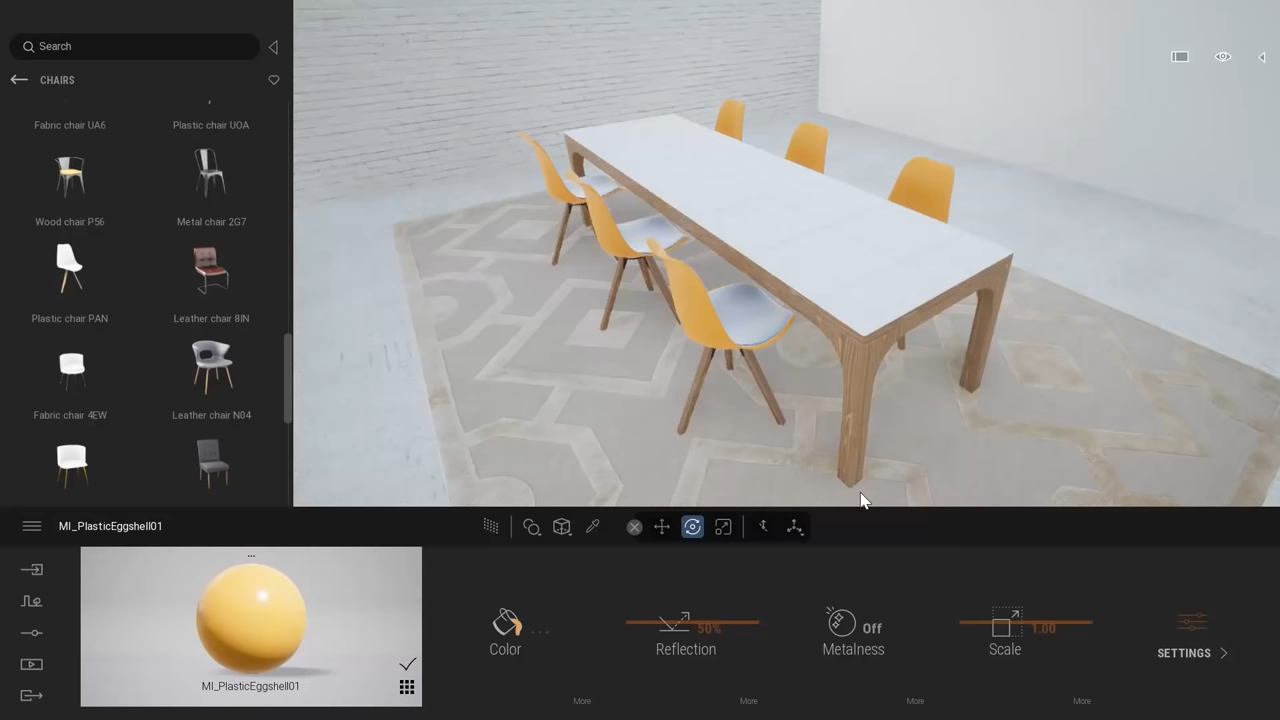 Search
CHAIRS
Fabric chair UA6
Plastic chair UOA
Wood chair P56
Metal chair 2G7
Plastic chair PAN
Leather chair 8IN
Fabric chair 4EW
Leather chair N04
MI_PlasticEggshell01
...
MI_PlasticEggshell01
Color
...
More
50%
Reflection
More
Off
Metalness
More
1.00
Scale
More
SETTINGS